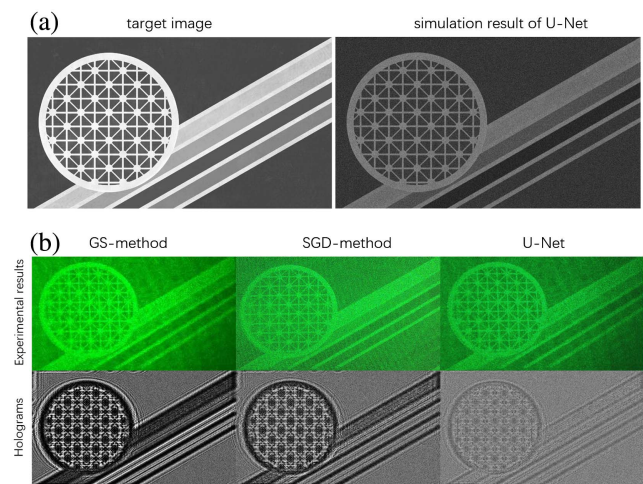 (a)
target image
simulation result of U-Net
(b)
GS-method
SGD-method
U-Net
Experimental results
Holograms